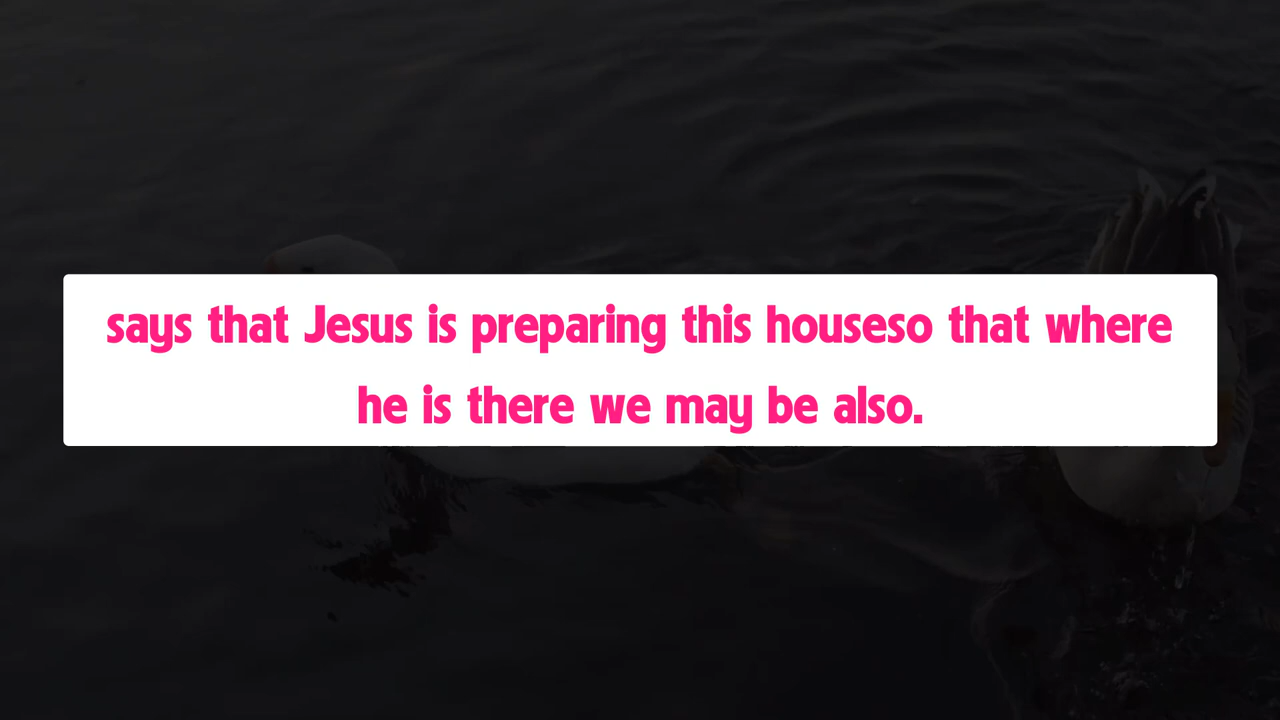 says that Jesus is preparing this houseso that where
he is there we may be also.